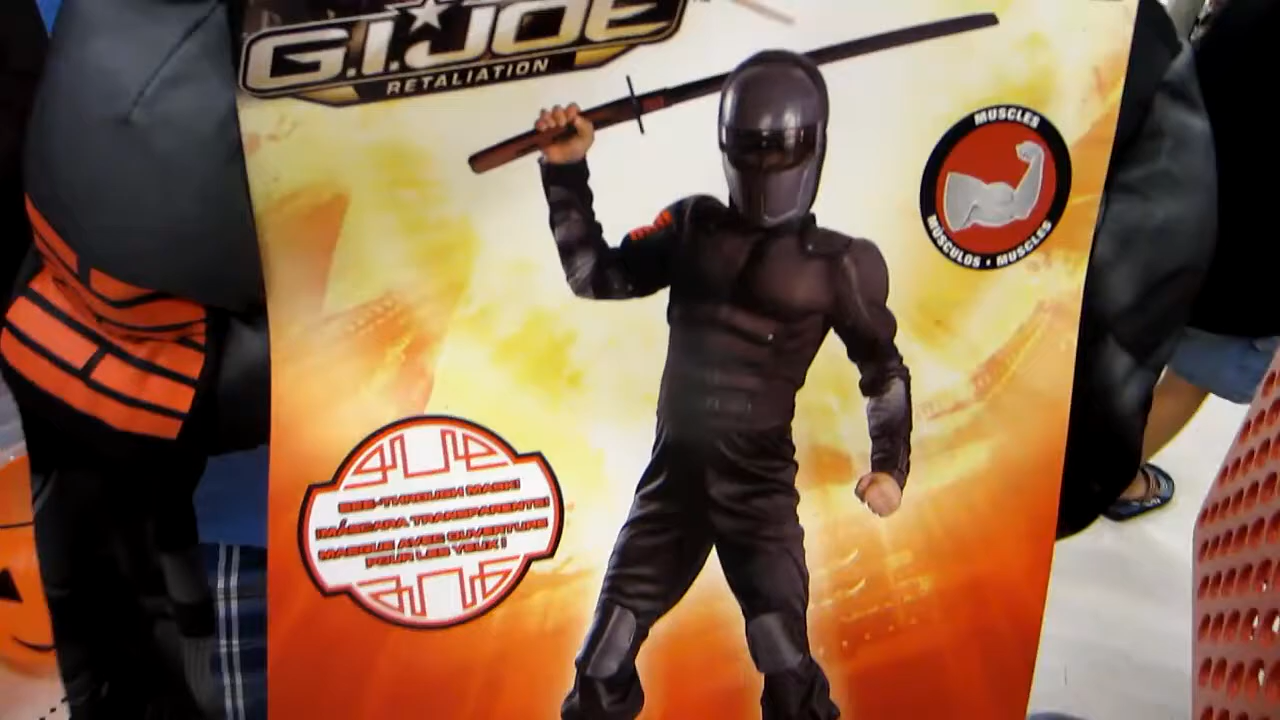 G.I.JOE
RETALIATION
MUSCLES
MÚSCULOS • MUSCLES
SEE-THROUGH MASK!
¡MÁSCARA TRANSPARENTE!
MASQUE AVEC OUVERTURE
POUR LES YEUX !